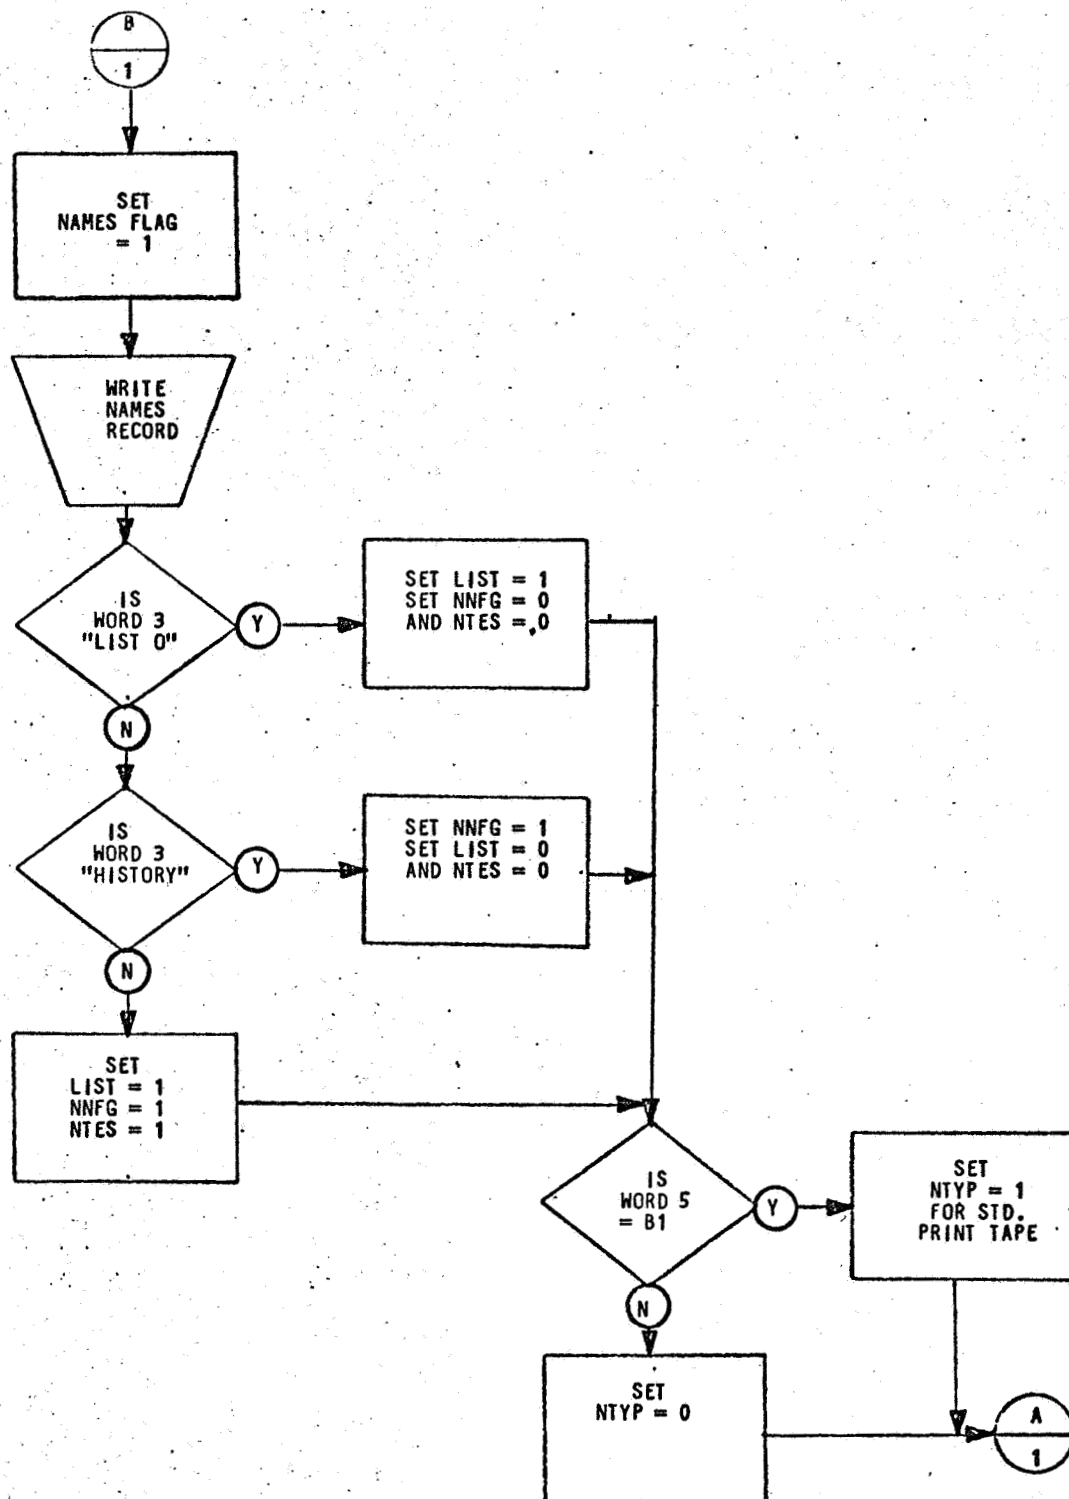 B
1
SET
NAMES FLAG
= 1
WRITE
NAMES
RECORD
IS
WORD 3
"LIST O"
Y
SET LIST = 1
SET NNFG = 0
AND NTES = 0
N
IS
WORD 3
"HISTORY"
Y
SET NNFG = 1
SET LIST = 0
AND NTES = 0
N
SET
LIST = 1
NNFG = 1
NTES = 1
IS
WORD 5
= B1
Y
SET
NTYP = 1
FOR STD.
PRINT TAPE
N
SET
NTYP = 0
A
1